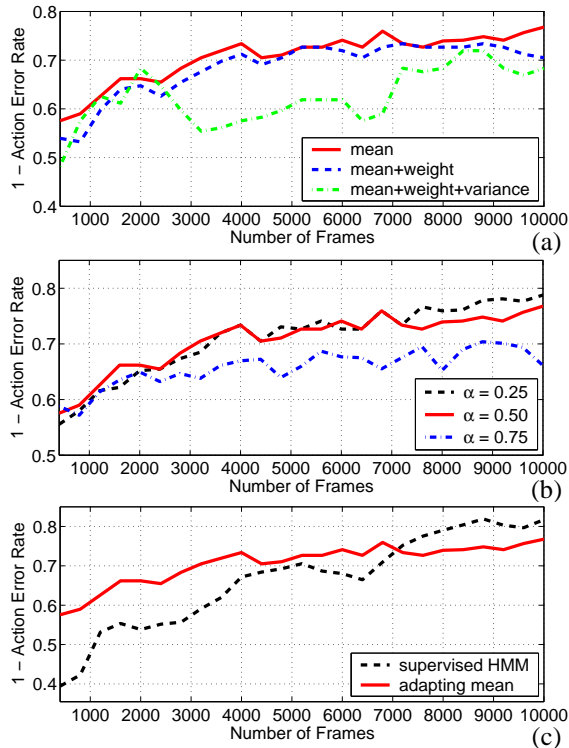 0.8
0.7
0.6
0.5
0.4
1 − Action Error Rate
mean
mean+weight
mean+weight+variance
1000 2000 3000 4000 5000 6000 7000 8000 9000 10000
Number of Frames
(a)
0.8
0.7
0.6
0.5
1 − Action Error Rate
α = 0.25
α = 0.50
α = 0.75
1000 2000 3000 4000 5000 6000 7000 8000 9000 10000
Number of Frames
(b)
0.8
0.7
0.6
0.5
0.4
1 − Action Error Rate
supervised HMM
adapting mean
1000 2000 3000 4000 5000 6000 7000 8000 9000 10000
Number of Frames
(c)